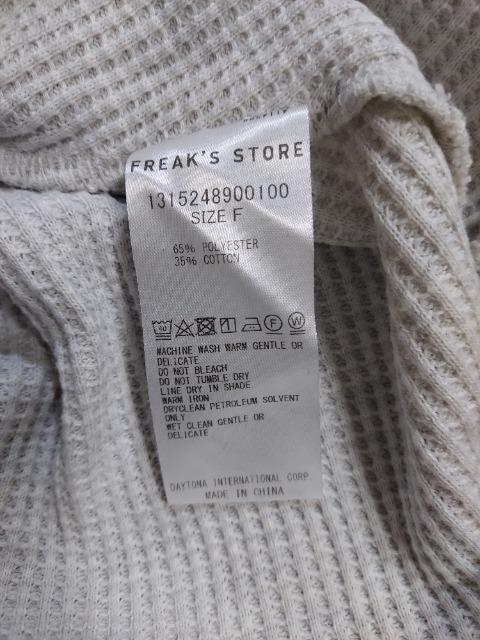 FREAK'S STORE
1315248900100
SIZE F
65% POLYESTER
35% COTTON
40
F
W
MACHINE WASH WARM GENTLE OR
DELICATE
DO NOT BLEACH
DO NOT TUMBLE DRY
LINE DRY IN SHADE
WARM IRON
DRYCLEAN PETROLEUM SOLVENT
ONLY
WET CLEAN GENTLE OR
DELICATE
DAYTONA INTERNATIONAL CORP
MADE IN CHINA